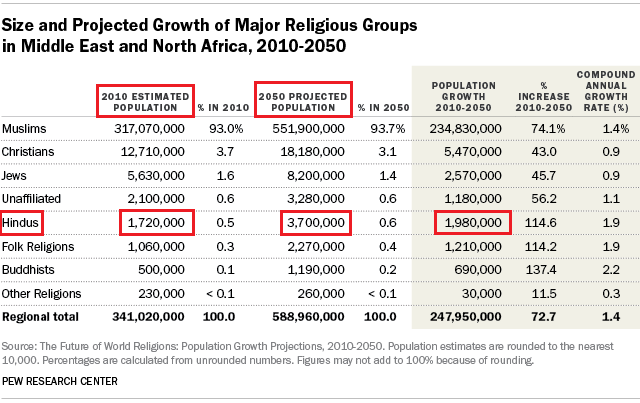 Size and Projected Growth of Major Religious Groups
in Middle East and North Africa, 2010-2050
2010 ESTIMATED POPULATION % IN 2010 2050 PROJECTED POPULATION % IN 2050 POPULATION GROWTH 2010-2050 % INCREASE 2010-2050 COMPOUND ANNUAL GROWTH RATE (%)
Muslims 317,070,000 93.0% 551,900,000 93.7% 234,830,000 74.1% 1.4%
Christians 12,710,000 3.7 18,180,000 3.1 5,470,000 43.0 0.9
Jews 5,630,000 1.6 8,200,000 1.4 2,570,000 45.7 0.9
Unaffiliated 2,100,000 0.6 3,280,000 0.6 1,180,000 56.2 1.1
Hindus 1,720,000 0.5 3,700,000 0.6 1,980,000 114.6 1.9
Folk Religions 1,060,000 0.3 2,270,000 0.4 1,210,000 114.2 1.9
Buddhists 500,000 0.1 1,190,000 0.2 690,000 137.4 2.2
Other Religions 230,000 < 0.1 260,000 < 0.1 30,000 11.5 0.3
Regional total 341,020,000 100.0 588,960,000 100.0 247,950,000 72.7 1.4
Source: The Future of World Religions: Population Growth Projections, 2010-2050. Population estimates are rounded to the nearest
10,000. Percentages are calculated from unrounded numbers. Figures may not add to 100% because of rounding.
PEW RESEARCH CENTER